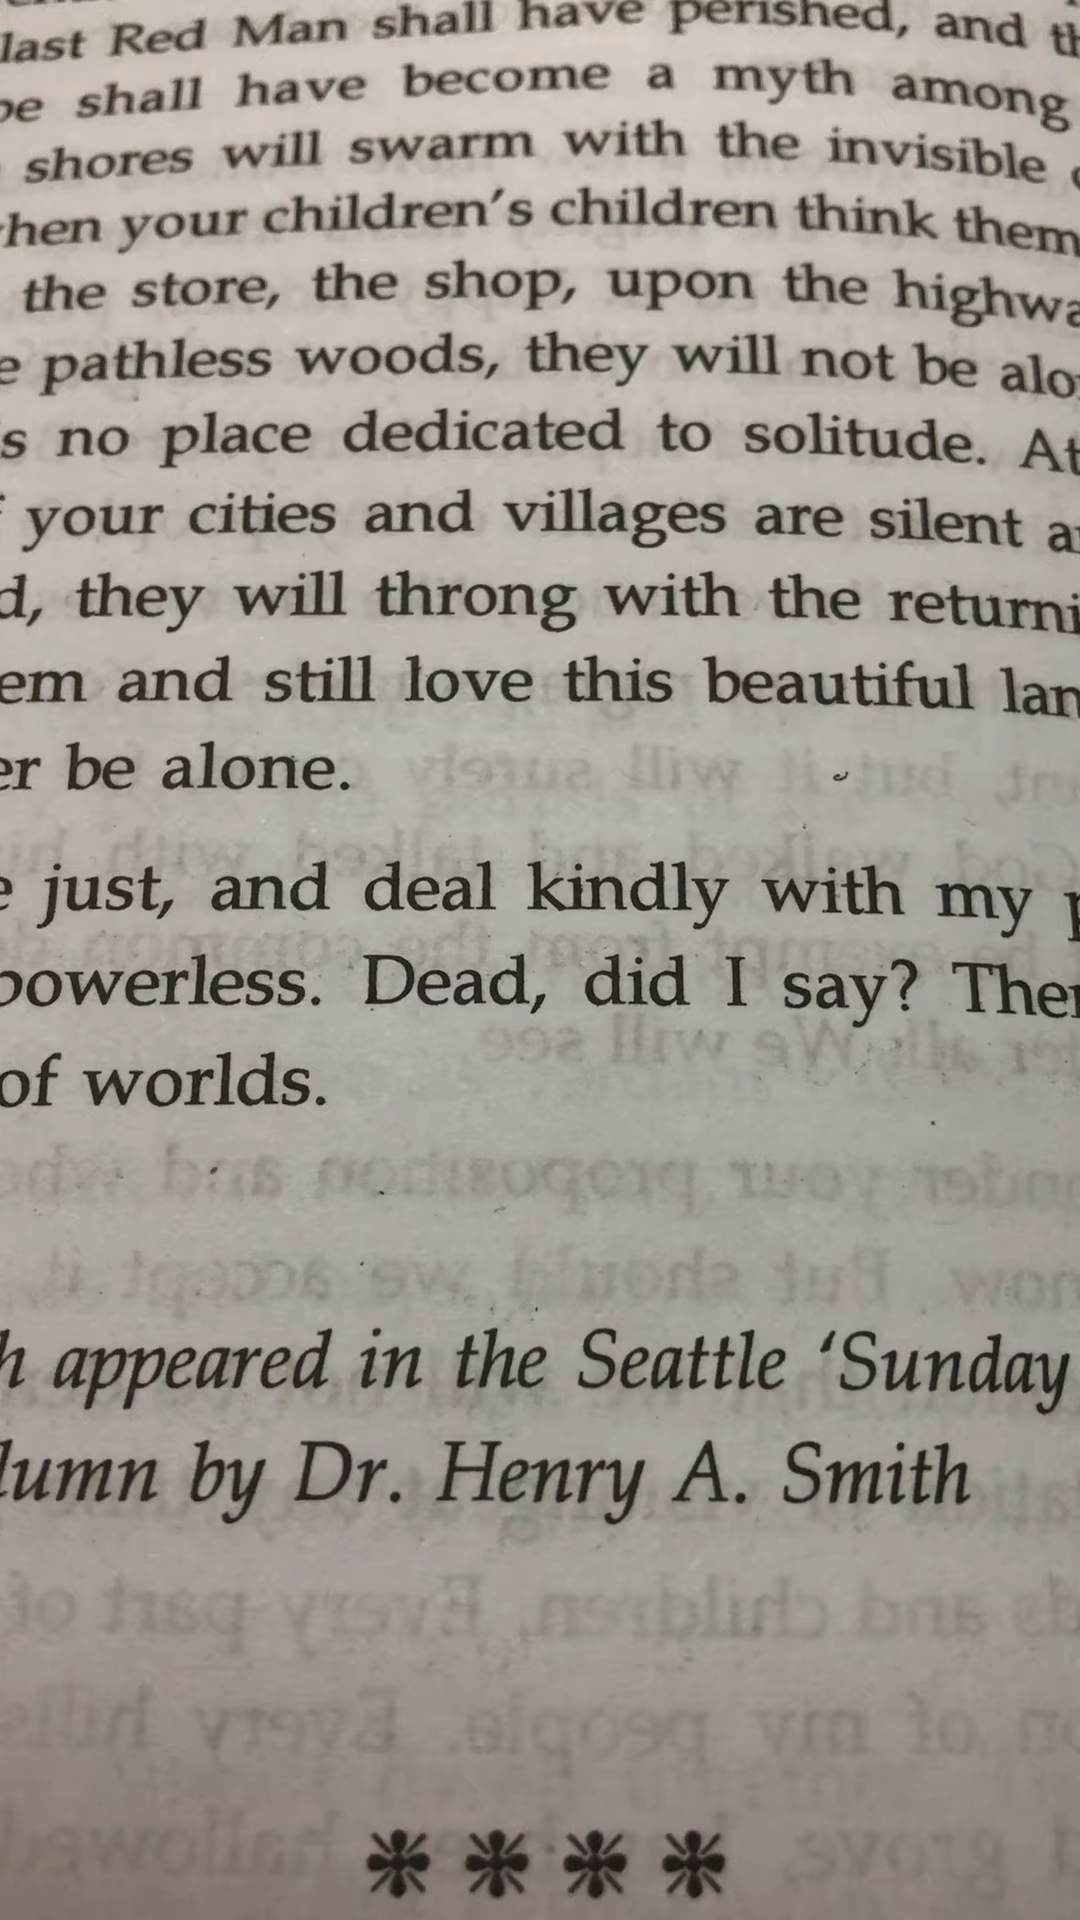 last Red Man shall have perished, and th
be shall have become a myth among
shores will swarm with the invisible
hen your children's children think them
the store, the shop, upon the highwa
e pathless woods, they will not be alo
s no place dedicated to solitude. At
f your cities and villages are silent a
d, they will throng with the returni
em and still love this beautiful lan
er be alone.
e just, and deal kindly with my p
powerless. Dead, did I say? Ther
of worlds.
h appeared in the Seattle ‘Sunday
lumn by Dr. Henry A. Smith